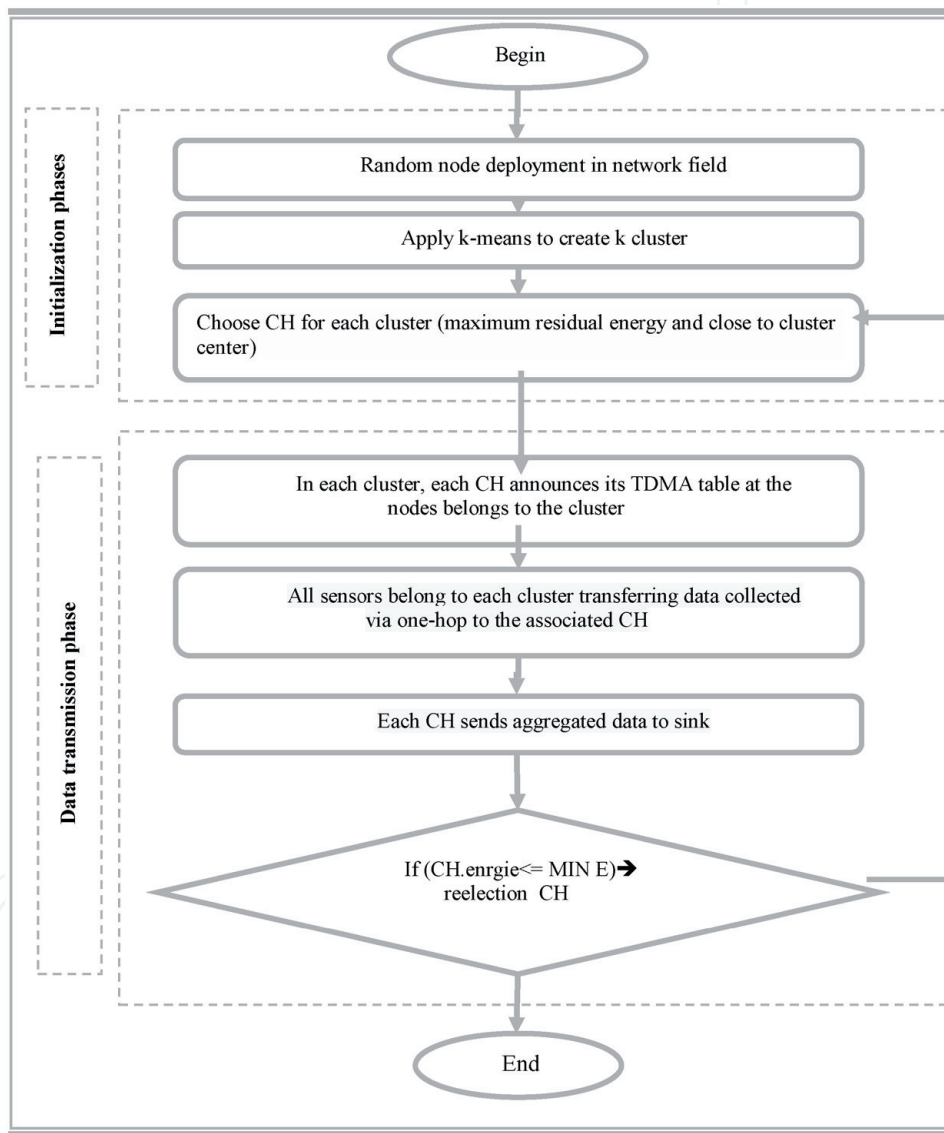 Begin
Initialization phases
Random node deployment in network field
Apply k-means to create k cluster
Choose CH for each cluster (maximum residual energy and close to cluster
center)
Data transmission phase
In each cluster, each CH announces its TDMA table at the
nodes belongs to the cluster
All sensors belong to each cluster transferring data collected
via one-hop to the associated CH
Each CH sends aggregated data to sink
If (CH.enrgie<= MIN E)➔
reelection CH
End